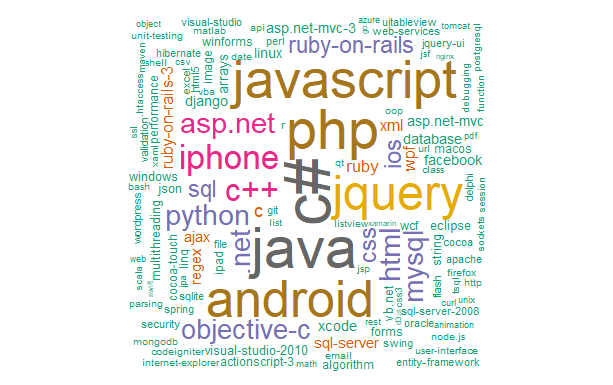 object
visual-studio
matlab
api
azure
uitableview
tomcat
unit-testing
perl
asp.net-mvc-3
go
web-services
postgresql
winforms
linux
ruby-on-rails
jquery-ui
hibernate
date
jsf
nginx
maven
shell
csv
excel
html5
image
arrays
vba
javascript
debugging
function
htaccess
performance
ruby-on-rails-3
django
ssl
validation
xaml
asp.net
r
php
oop
xml
asp.net-mvc
ios
wpf
database
pdf
url
macos
iphone
qt
ruby
facebook
class
windows
bash
json
sql
c++
c#
jquery
delphi
session
wordpress
multithreading
python
c
git
list
listview
xamarin
wcf
eclipse
sockets
ajax
.net
java
css
html
mysql
string
cocoa
web
scala
swift
cocoa-touch
ipa
linq
regex
ipad
file
jsp
apache
firefox
flash
tsql
http
parsing
sqlite
android
vb.net
d3.js
css3
curl
unix
spring
sql-server-2008
security
objective-c
xcode
rest
forms
oracle
animation
mongodb
sql-server
swing
node.js
codeigniter
visual-studio-2010
email
user-interface
internet-explorer
actionscript-3
math
algorithm
entity-framework